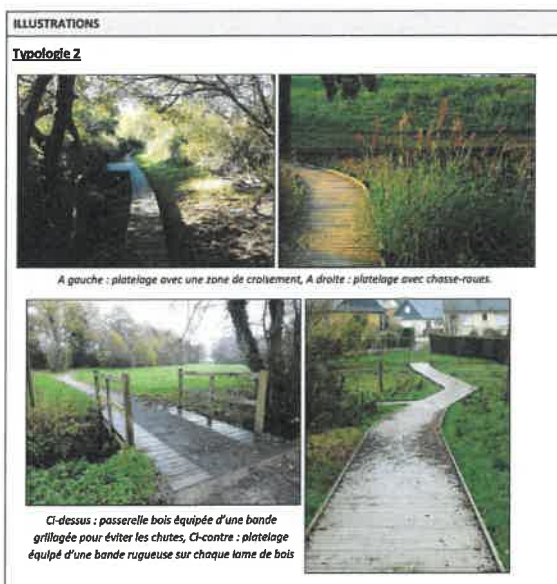 ILLUSTRATIONS
Typologie 2
A gauche : platelage avec une zone de croisement, A droite : platelage avec chasse-roues.
Ci-dessus : passerelle bois équipée d'une bande
grillagée pour éviter les chutes, Ci-contre : platelage
équipé d'une bande rugueuse sur chaque lame de bois